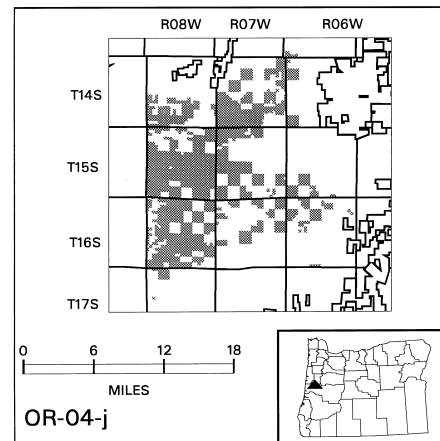 R08W R07W R06W
T14S
T15S
T16S
T17S
0 6 12 18
MILES
OR-04-j